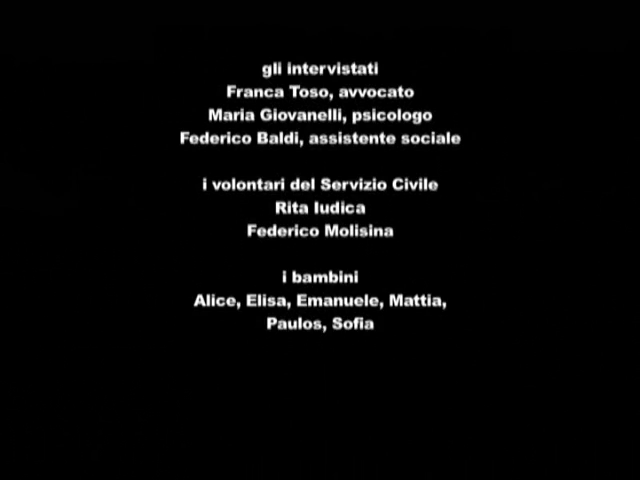 gli intervistati
Franca Toso, avvocato
Maria Giovanelli, psicologo
Federico Baldi, assistente sociale
i volontari del Servizio Civile
Rita Iudica
Federico Molisina
i bambini
Alice, Elisa, Emanuele, Mattia,
Paulos, Sofia